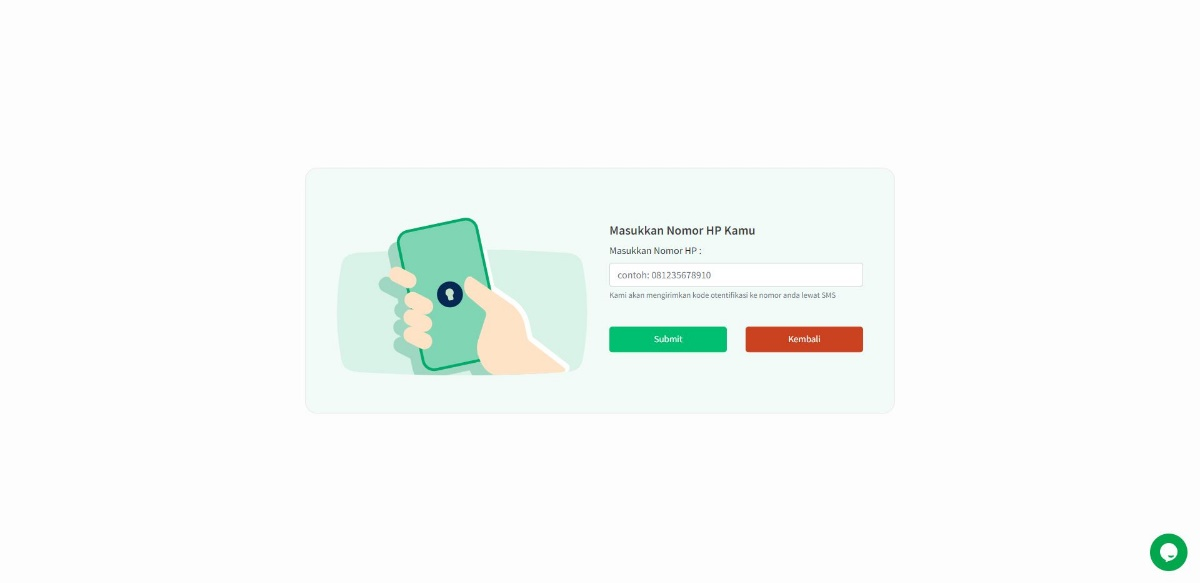 Masukkan Nomor HP Kamu
Masukkan Nomor HP :
contoh: 081235678910
Kami akan mengirimkan kode otentifikasi ke nomor anda lewat SMS
Submit
Kembali